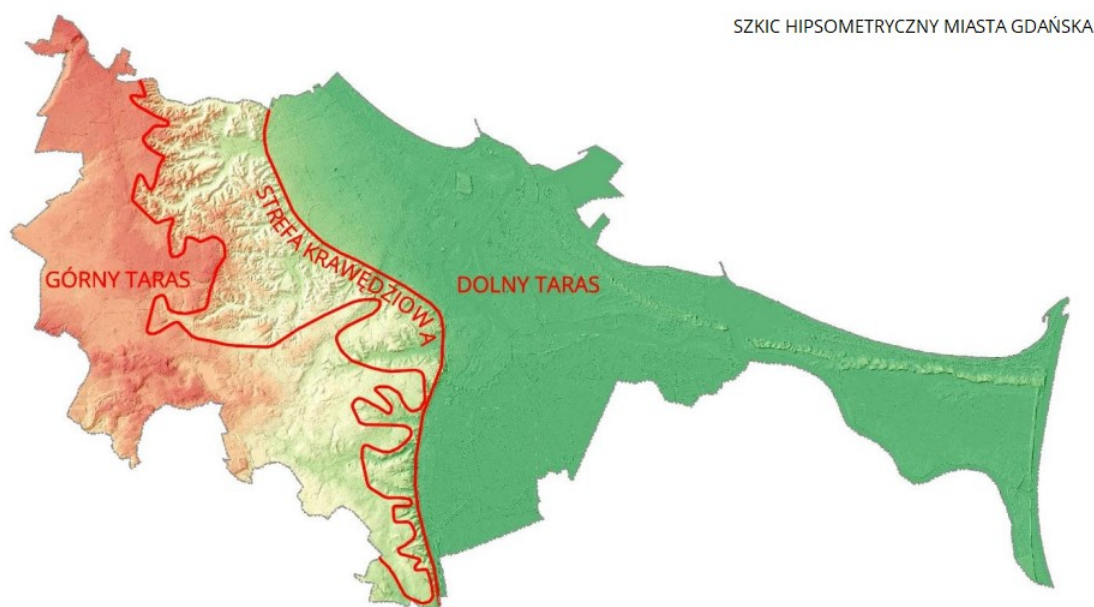 SZKIC HIPSOMETRYCZNY MIASTA GDAŃSKA
STREFA KRAWĘDZIOWA
GÓRNY TARAS
DOLNY TARAS